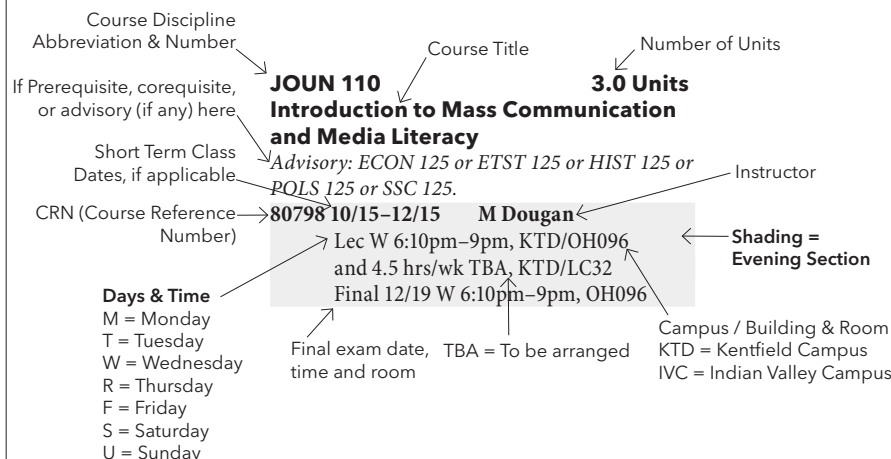 Course Discipline
Abbreviation & Number
Course Title
Number of Units
JOUN 110 3.0 Units
Introduction to Mass Communication
and Media Literacy
If Prerequisite, corequisite,
or advisory (if any) here
Advisory: ECON 125 or ETST 125 or HIST 125 or
POLS 125 or SSC 125.
Short Term Class
Dates, if applicable
Instructor
CRN (Course Reference
Number)
80798 10/15–12/15 M Dougan
Lec W 6:10pm–9pm, KTD/OH096
and 4.5 hrs/wk TBA, KTD/LC32
Final 12/19 W 6:10pm–9pm, OH096
Shading =
Evening Section
Days & Time
M = Monday
T = Tuesday
W = Wednesday
R = Thursday
F = Friday
S = Saturday
U = Sunday
Final exam date,
time and room
TBA = To be arranged
Campus / Building & Room
KTD = Kentfield Campus
IVC = Indian Valley Campus